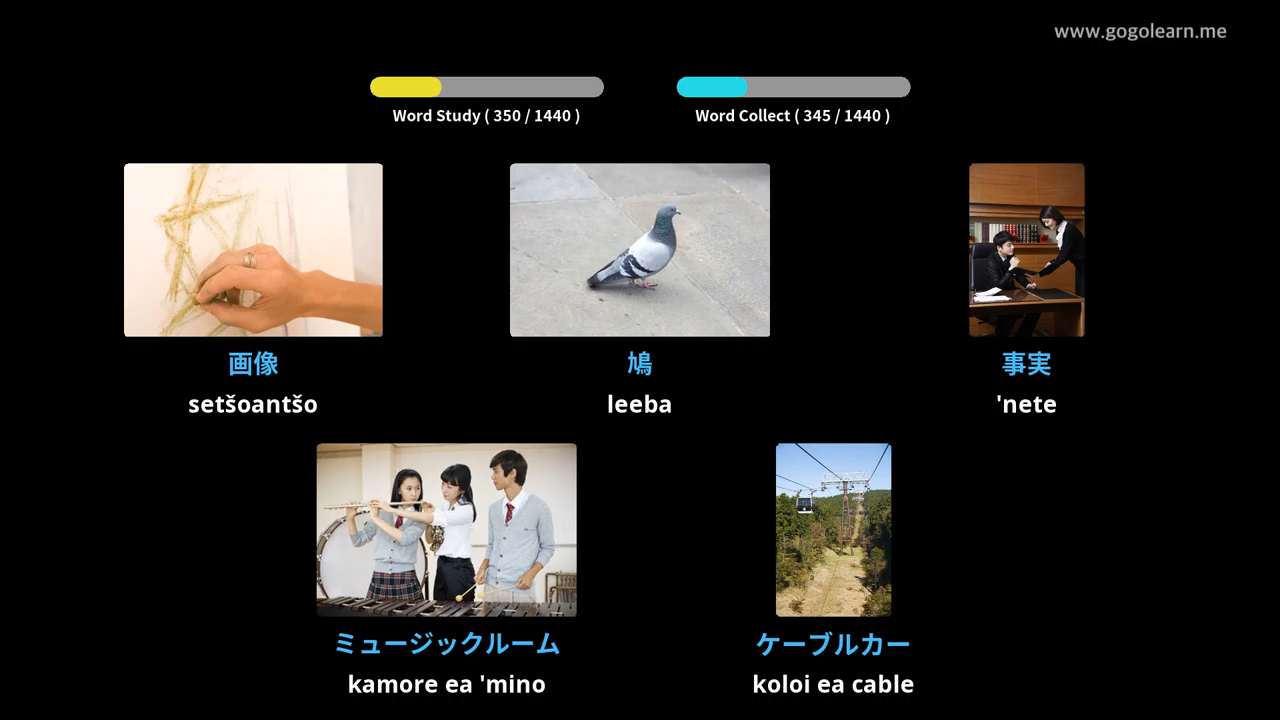 www.gogolearn.me
Word Study ( 350 / 1440 )
Word Collect ( 345 / 1440 )
画像
setšoantšo
鳩
leeba
事実
'nete
ミュージックルーム
kamore ea 'mino
ケーブルカー
koloi ea cable